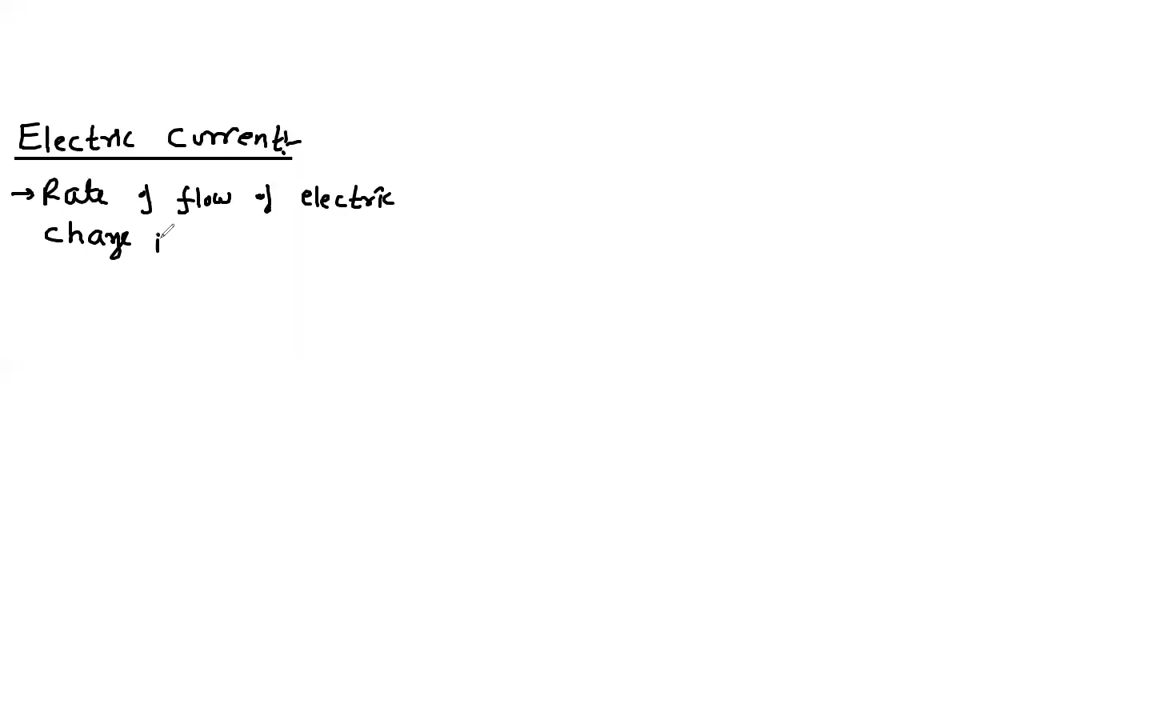 Electric Current:-
→ Rate of flow of electric
charge i